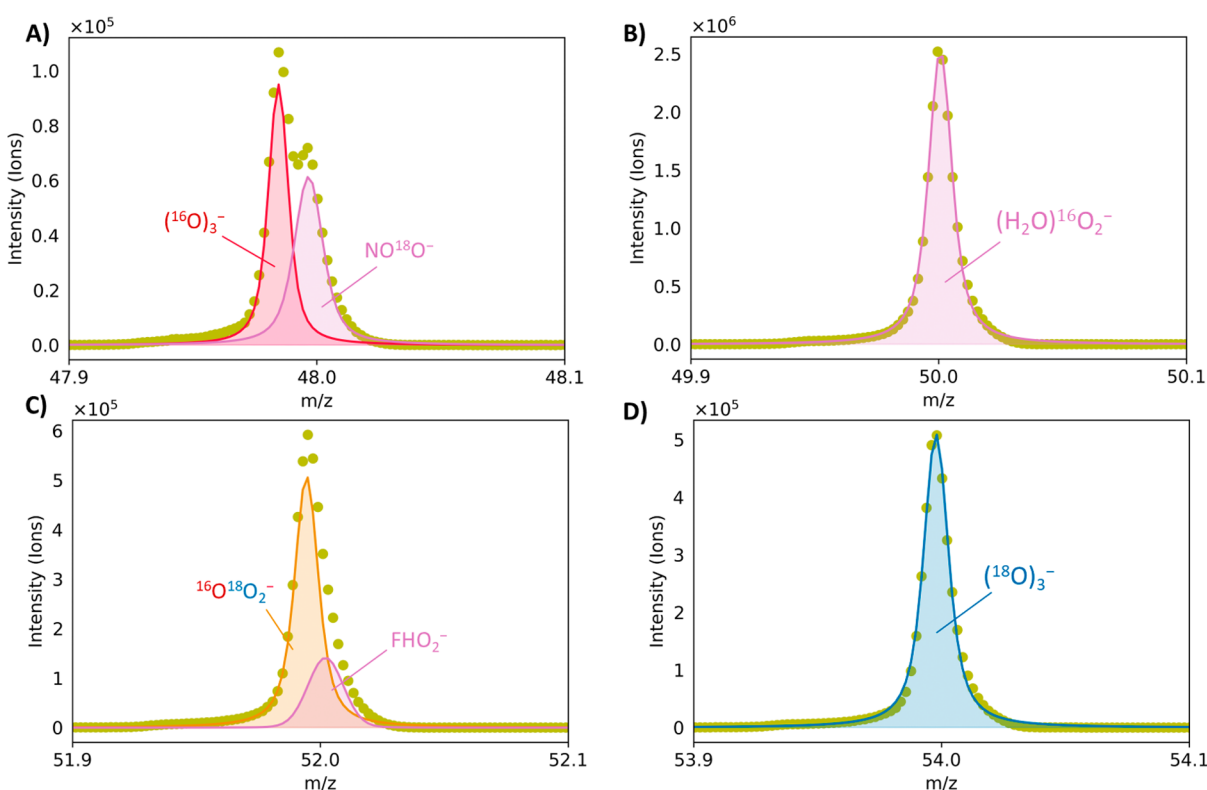 A)
×10⁵
Intensity (Ions)
1.0
0.8
0.6
0.4
0.2
0.0
(¹⁶O)₃⁻
NO¹⁸O⁻
47.9 48.0 48.1
m/z
B)
×10⁶
Intensity (Ions)
2.5
2.0
1.5
1.0
0.5
0.0
(H₂O)¹⁶O₂⁻
49.9 50.0 50.1
m/z
C)
×10⁵
Intensity (Ions)
6
5
4
3
2
1
0
¹⁶O¹⁸O₂⁻
FHO₂⁻
51.9 52.0 52.1
m/z
D)
×10⁵
Intensity (Ions)
5
4
3
2
1
0
(¹⁸O)₃⁻
53.9 54.0 54.1
m/z